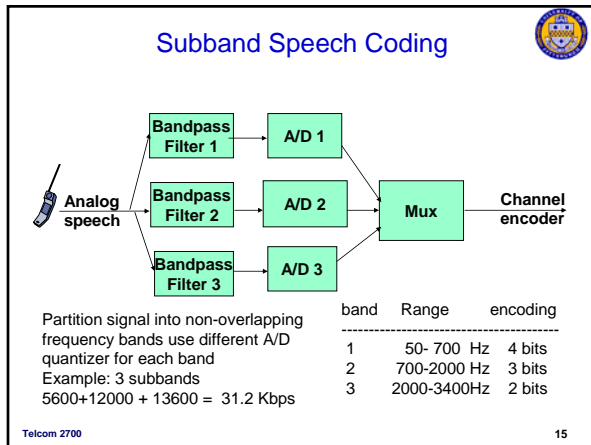 Subband Speech Coding
Bandpass
Filter 1
A/D 1
Analog
speech
Bandpass
Filter 2
A/D 2
Mux
Channel
encoder
Bandpass
Filter 3
A/D 3
Partition signal into non-overlapping
frequency bands use different A/D
quantizer for each band
Example: 3 subbands
5600+12000 + 13600 = 31.2 Kbps
band Range encoding
-------------------------------------------
1 50- 700 Hz 4 bits
2 700-2000 Hz 3 bits
3 2000-3400Hz 2 bits
Telcom 2700 15